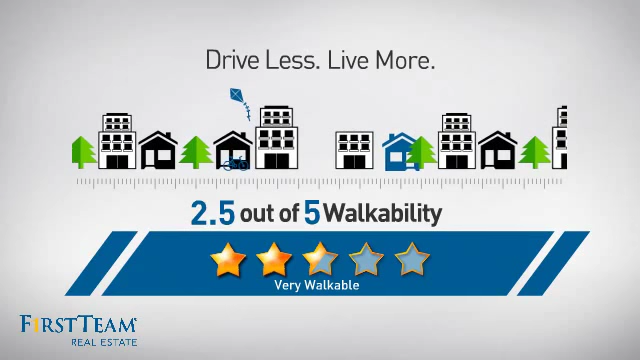 Drive Less. Live More.
2.5 out of 5 Walkability
Very Walkable
FIRSTTEAM®
REAL ESTATE